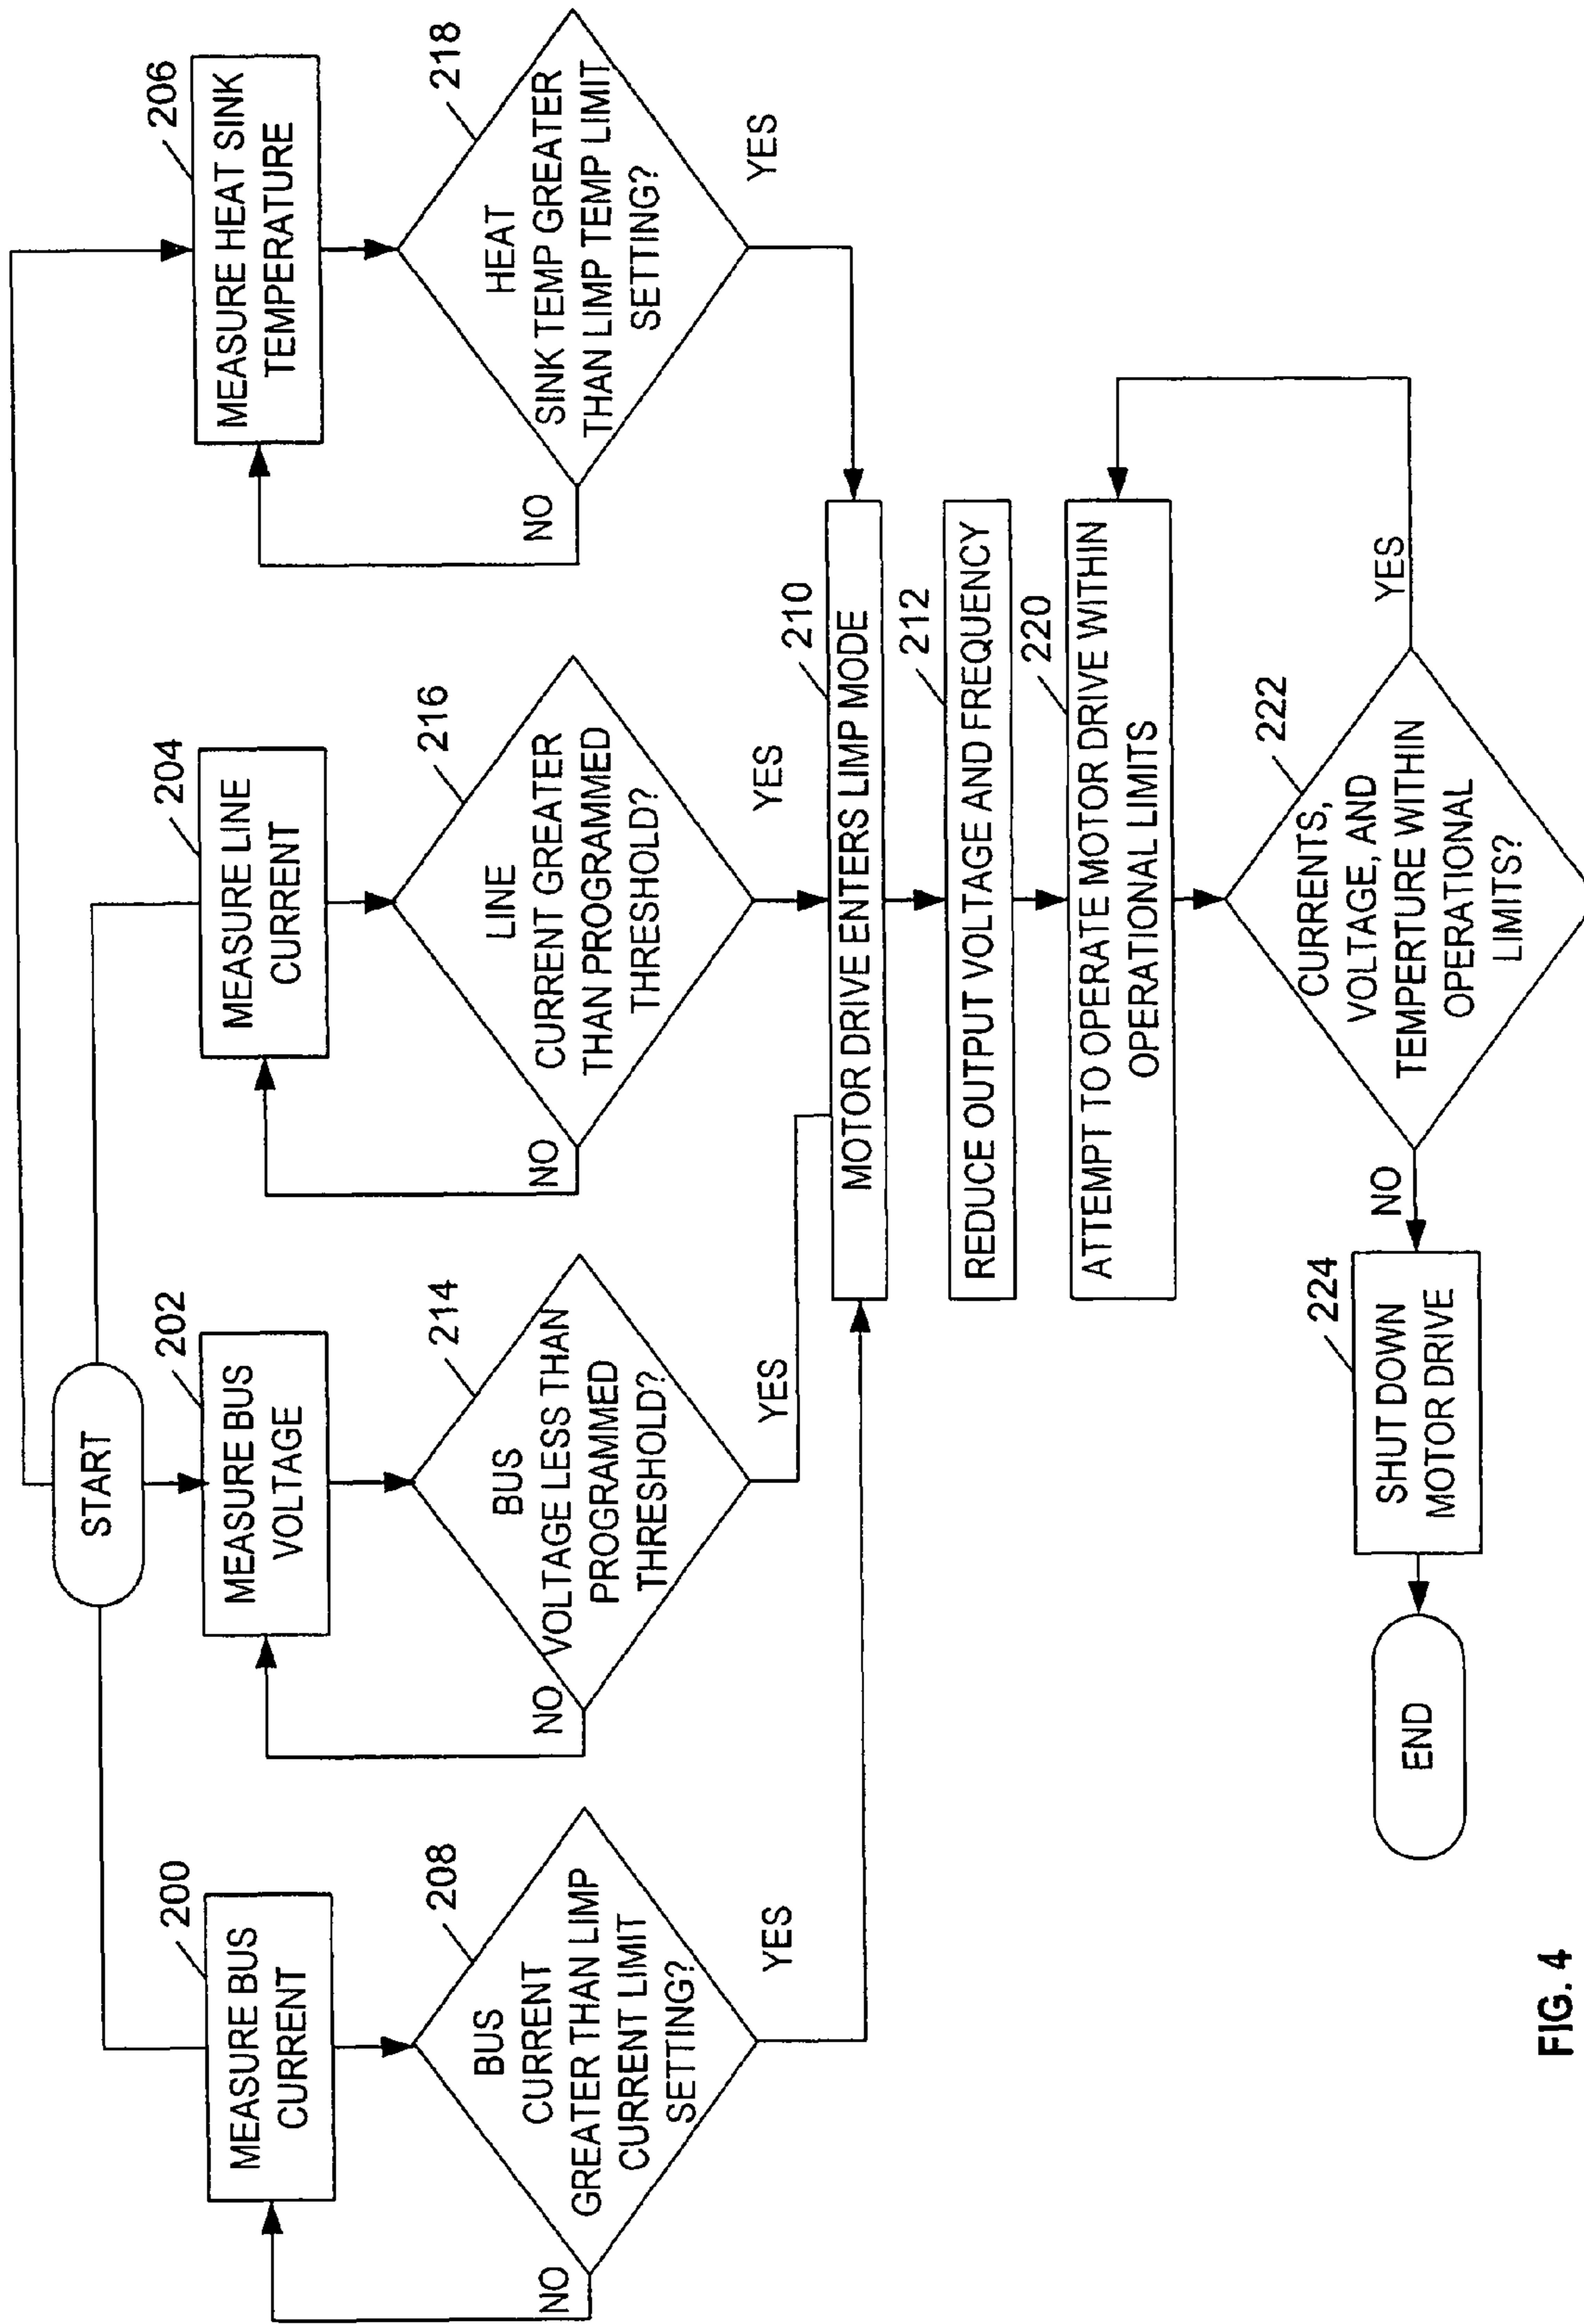 START
200
MEASURE BUS
CURRENT
202
MEASURE BUS
VOLTAGE
204
MEASURE LINE
CURRENT
206
MEASURE HEAT SINK
TEMPERATURE
208
BUS
CURRENT
GREATER THAN LIMP
CURRENT LIMIT
SETTING?
NO
YES
214
BUS
VOLTAGE LESS THAN
PROGRAMMED
THRESHOLD?
NO
YES
216
LINE
CURRENT GREATER
THAN PROGRAMMED
THRESHOLD?
NO
YES
218
HEAT
SINK TEMP GREATER
THAN LIMP TEMP LIMIT
SETTING?
NO
YES
210
MOTOR DRIVE ENTERS LIMP MODE
212
REDUCE OUTPUT VOLTAGE AND FREQUENCY
220
ATTEMPT TO OPERATE MOTOR DRIVE WITHIN
OPERATIONAL LIMITS
222
CURRENTS,
VOLTAGE, AND
TEMPERTURE WITHIN
OPERATIONAL
LIMITS?
YES
NO
224
SHUT DOWN
MOTOR DRIVE
END
FIG. 4